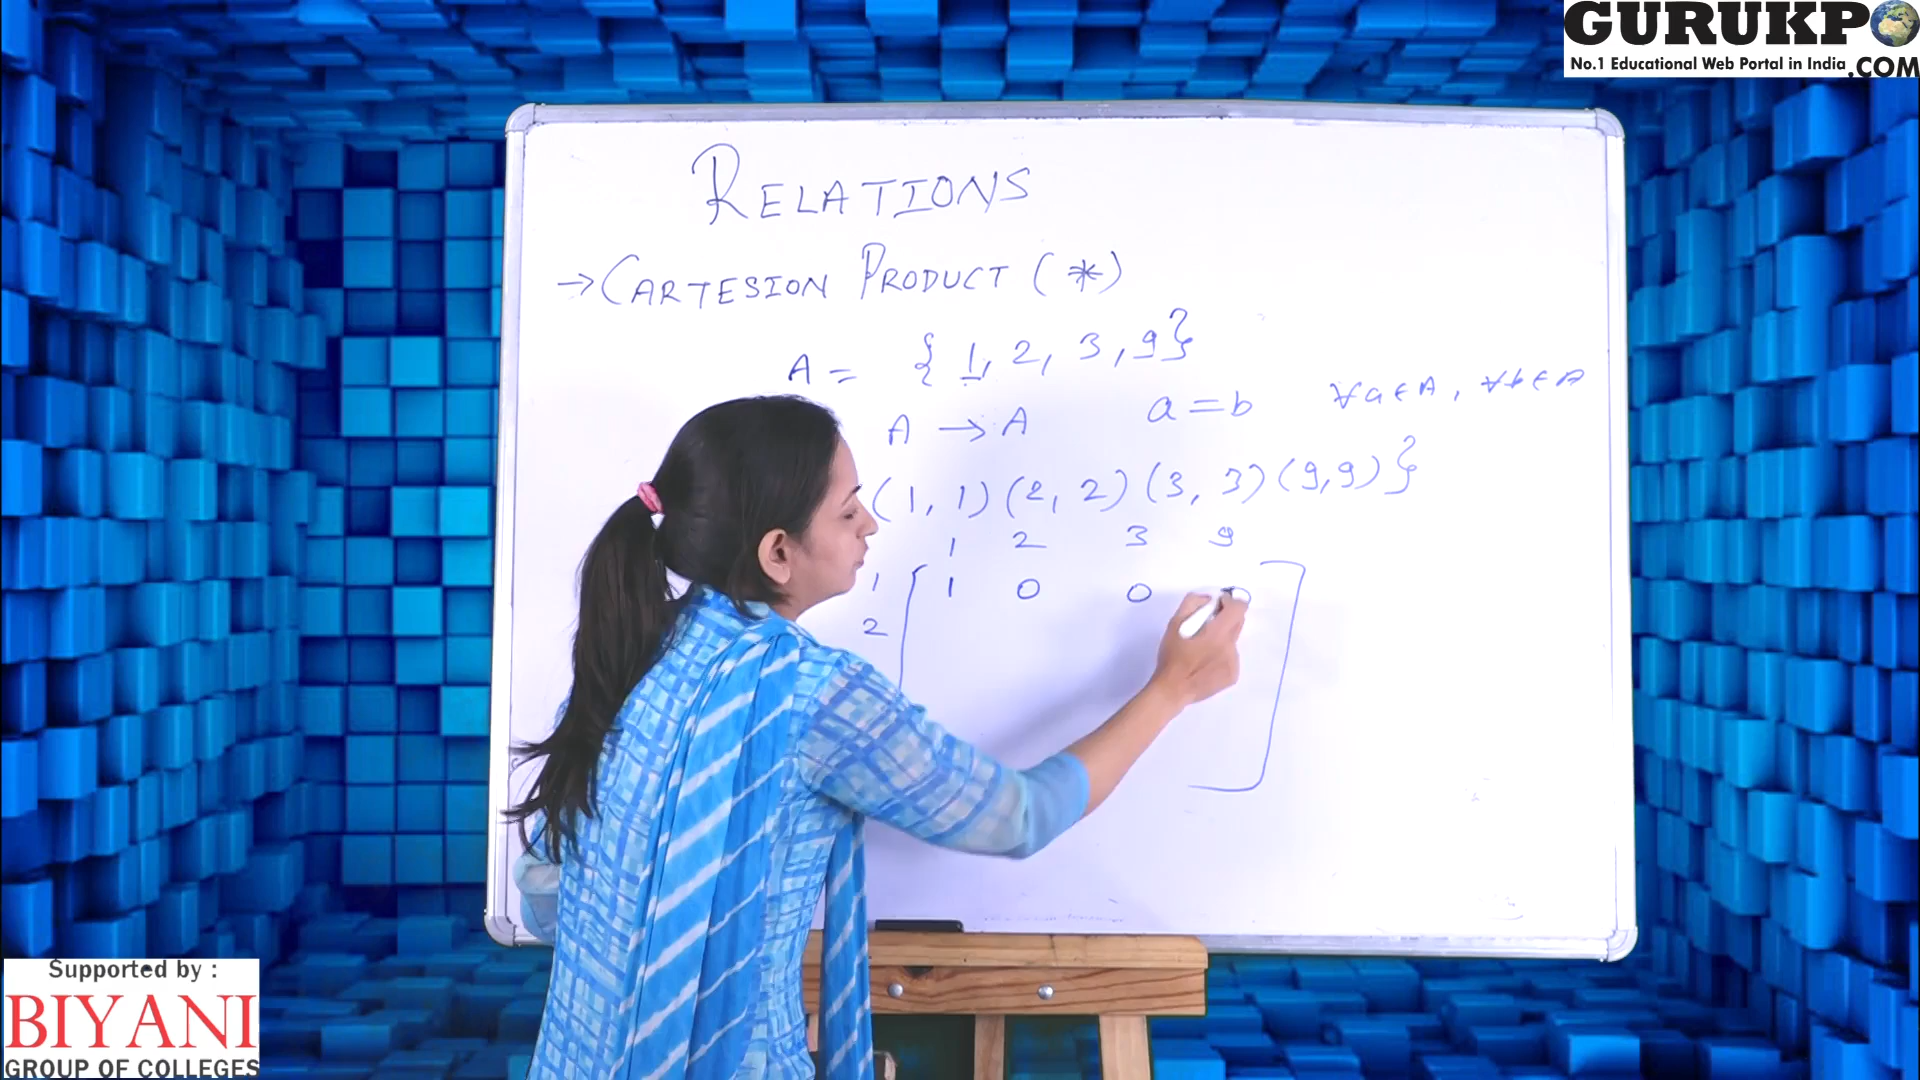 GURUKPO
No.1 Educational Web Portal in India .COM
RELATIONS
→ CARTESION PRODUCT (*)
A = { 1, 2, 3, 9}
A → A a = b ∀a∈A, ∀b∈A
(1, 1) (2, 2) (3, 3) (9,9) }
1 2 3 9
1 1 0 0
2
Supported by :
BIYANI
GROUP OF COLLEGES